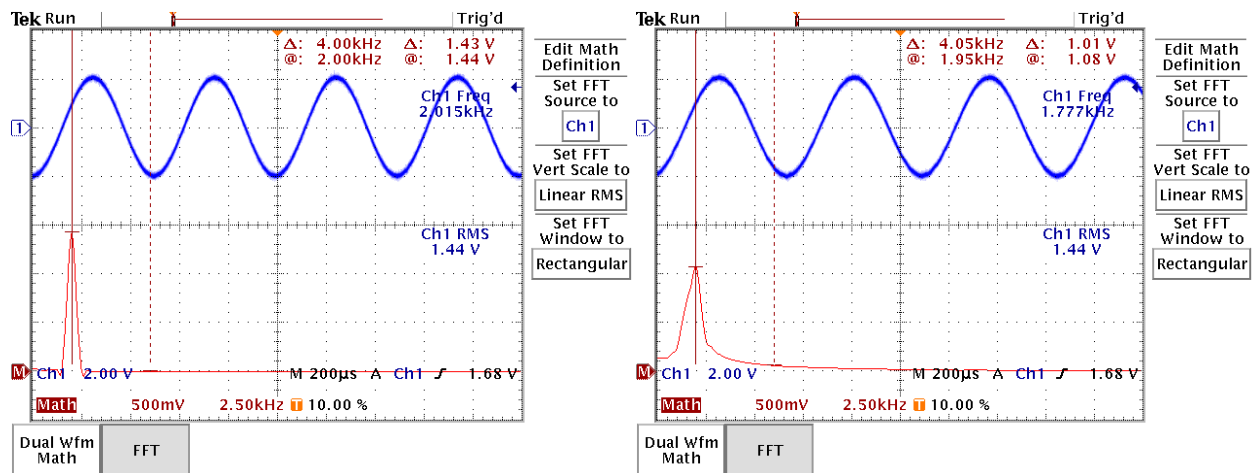 Tek Run
Trig'd
Δ: 4.00kHz Δ: 1.43 V
@: 2.00kHz @: 1.44 V
Ch1 Freq
2.015kHz
1
Ch1 RMS
1.44 V
M
Ch1 2.00 V M 200µs A Ch1 1.68 V
Math 500mV 2.50kHz T 10.00 %
Edit Math
Definition
Set FFT
Source to
Ch1
Set FFT
Vert Scale to
Linear RMS
Set FFT
Window to
Rectangular
Dual Wfm
Math
FFT
Tek Run
Trig'd
Δ: 4.05kHz Δ: 1.01 V
@: 1.95kHz @: 1.08 V
Ch1 Freq
1.777kHz
1
Ch1 RMS
1.44 V
M
Ch1 2.00 V M 200µs A Ch1 1.68 V
Math 500mV 2.50kHz T 10.00 %
Edit Math
Definition
Set FFT
Source to
Ch1
Set FFT
Vert Scale to
Linear RMS
Set FFT
Window to
Rectangular
Dual Wfm
Math
FFT